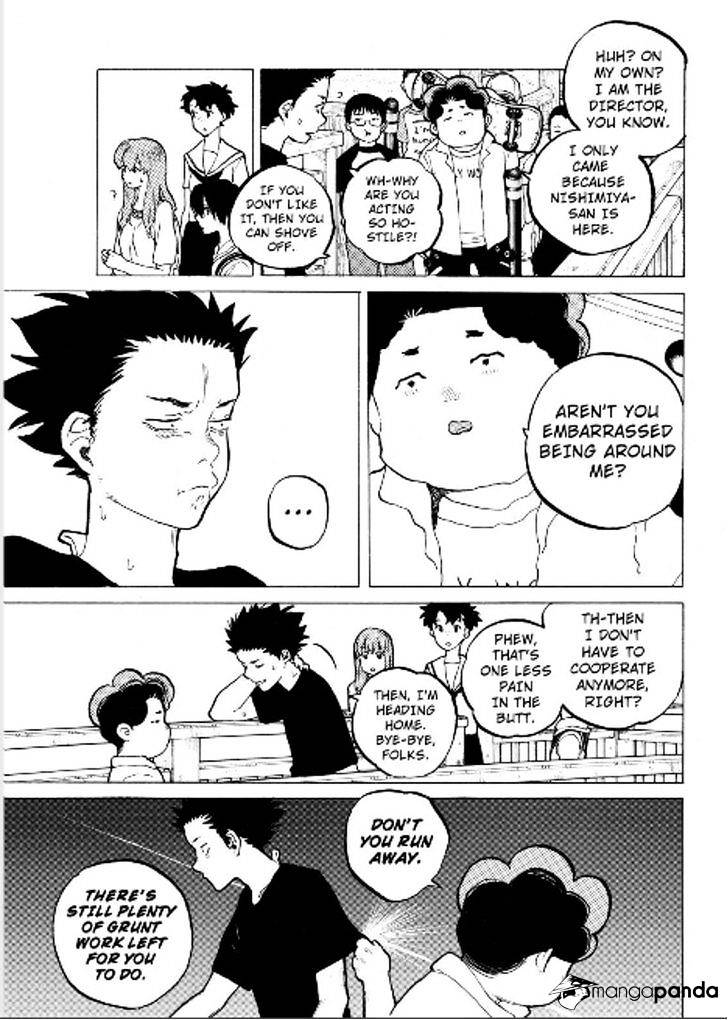 HUH? ON
MY OWN?
I AM THE
DIRECTOR,
YOU KNOW.
I ONLY
CAME
BECAUSE
NISHIMIYA-
SAN IS
HERE.
WH-WHY
ARE YOU
ACTING
SO HO-
STILE?!
IF YOU
DON'T LIKE
IT, THEN YOU
CAN SHOVE
OFF.
AREN'T YOU
EMBARRASSED
BEING AROUND
ME?
...
TH-THEN
I DON'T
HAVE TO
COOPERATE
ANYMORE,
RIGHT?
PHEW,
THAT'S
ONE LESS
PAIN
IN THE
BUTT.
THEN, I'M
HEADING
HOME.
BYE-BYE,
FOLKS.
DON'T
YOU RUN
AWAY.
THERE'S
STILL PLENTY
OF GRUNT
WORK LEFT
FOR YOU
TO DO.
mangapanda